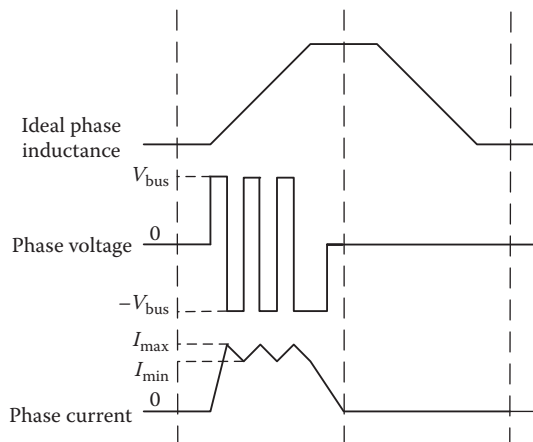 Ideal phase
inductance
V_bus
0
Phase voltage
−V_bus
I_max
I_min
0
Phase current